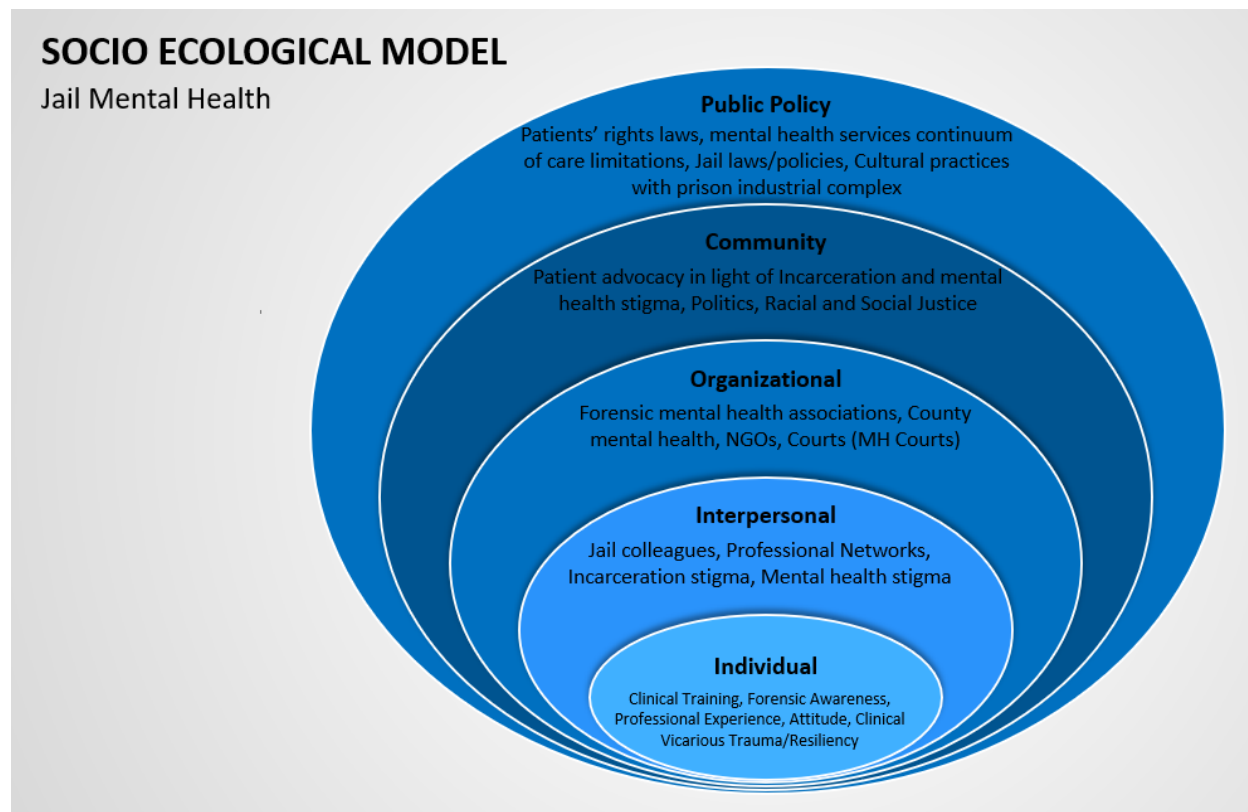 SOCIO ECOLOGICAL MODEL
Jail Mental Health
Public Policy
Patients' rights laws, mental health services continuum
of care limitations, Jail laws/policies, Cultural practices
with prison industrial complex
Community
Patient advocacy in light of Incarceration and mental
health stigma, Politics, Racial and Social Justice
Organizational
Forensic mental health associations, County
mental health, NGOs, Courts (MH Courts)
Interpersonal
Jail colleagues, Professional Networks,
Incarceration stigma, Mental health stigma
Individual
Clinical Training, Forensic Awareness,
Professional Experience, Attitude, Clinical
Vicarious Trauma/Resiliency